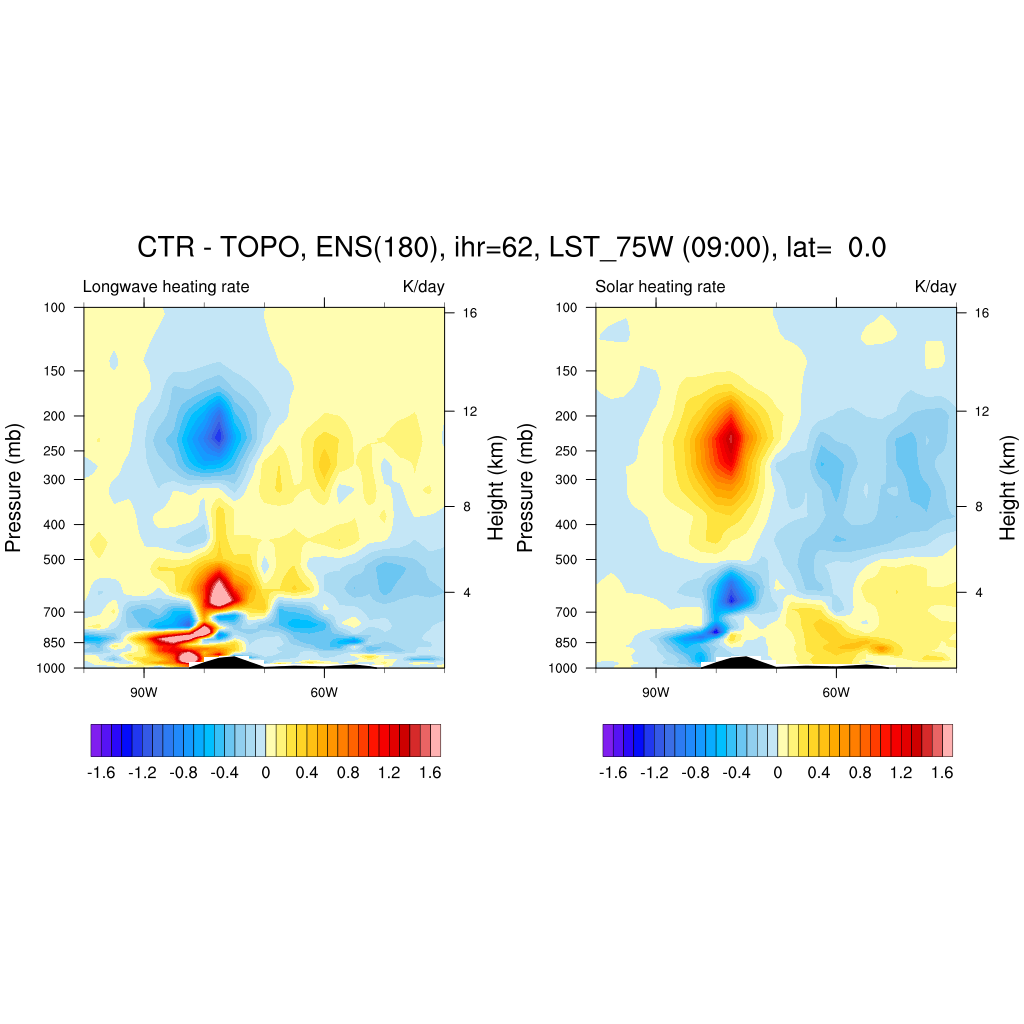 CTR - TOPO, ENS(180), ihr=62, LST_75W (09:00), lat=  0.0
Longwave heating rate K/day
Pressure (mb)
100
150
200
250
300
400
500
700
850
1000
16
12
8
4
Height (km)
90W 60W
-1.6 -1.2 -0.8 -0.4 0 0.4 0.8 1.2 1.6
Solar heating rate K/day
Pressure (mb)
100
150
200
250
300
400
500
700
850
1000
16
12
8
4
Height (km)
90W 60W
-1.6 -1.2 -0.8 -0.4 0 0.4 0.8 1.2 1.6